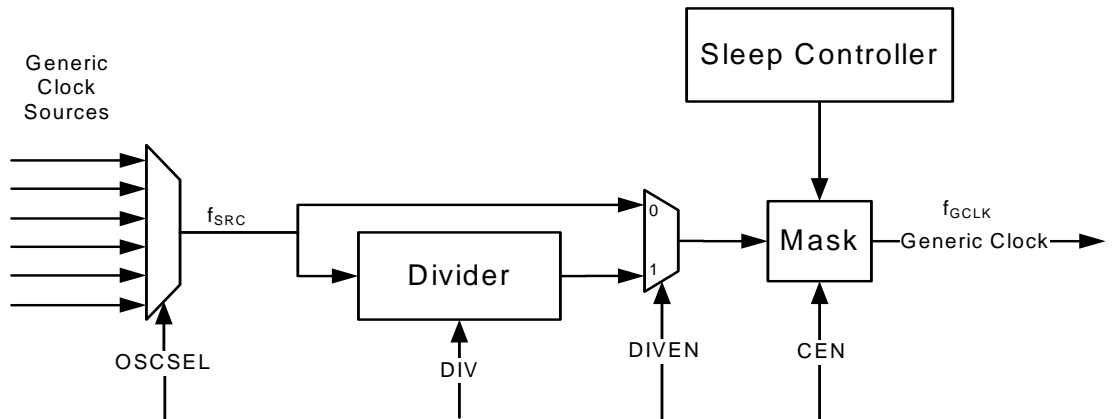 Sleep Controller
Generic
Clock
Sources
fSRC
0
1
Divider
Mask
fGCLK
Generic Clock
OSCSEL
DIV
DIVEN
CEN